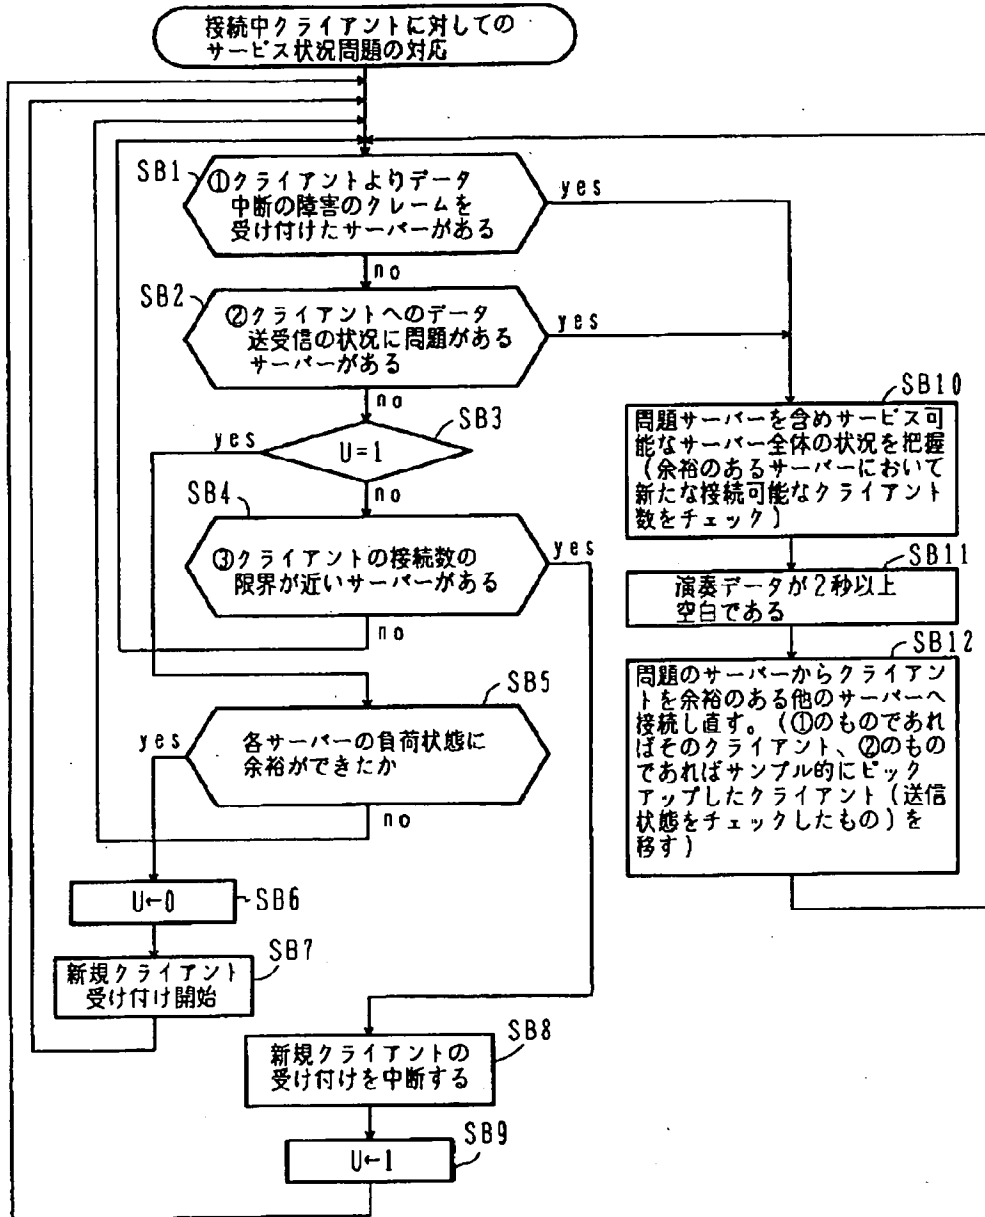 接続中クライアントに対しての
サービス状況問題の対応
SB1
①クライアントよりデータ
中断の障害のクレームを
受け付けたサーバーがある
yes
no
SB2
②クライアントへのデータ
送受信の状況に問題がある
サーバーがある
yes
no
SB3
U=1
yes
no
SB4
③クライアントの接続数の
限界が近いサーバーがある
yes
no
SB5
各サーバーの負荷状態に
余裕ができたか
yes
no
U←0
SB6
SB7
新規クライアント
受け付け開始
SB8
新規クライアントの
受け付けを中断する
SB9
U←1
SB10
問題サーバーを含めサービス可
能なサーバー全体の状況を把握
(余裕のあるサーバーにおいて
新たな接続可能なクライアント
数をチェック)
SB11
演奏データが2秒以上
空白である
SB12
問題のサーバーからクライアン
トを余裕のある他のサーバーへ
接続し直す。(①のものであれ
ばそのクライアント、②のもの
であればサンプル的にピック
アップしたクライアント(送信
状態をチェックしたもの)を
移す)